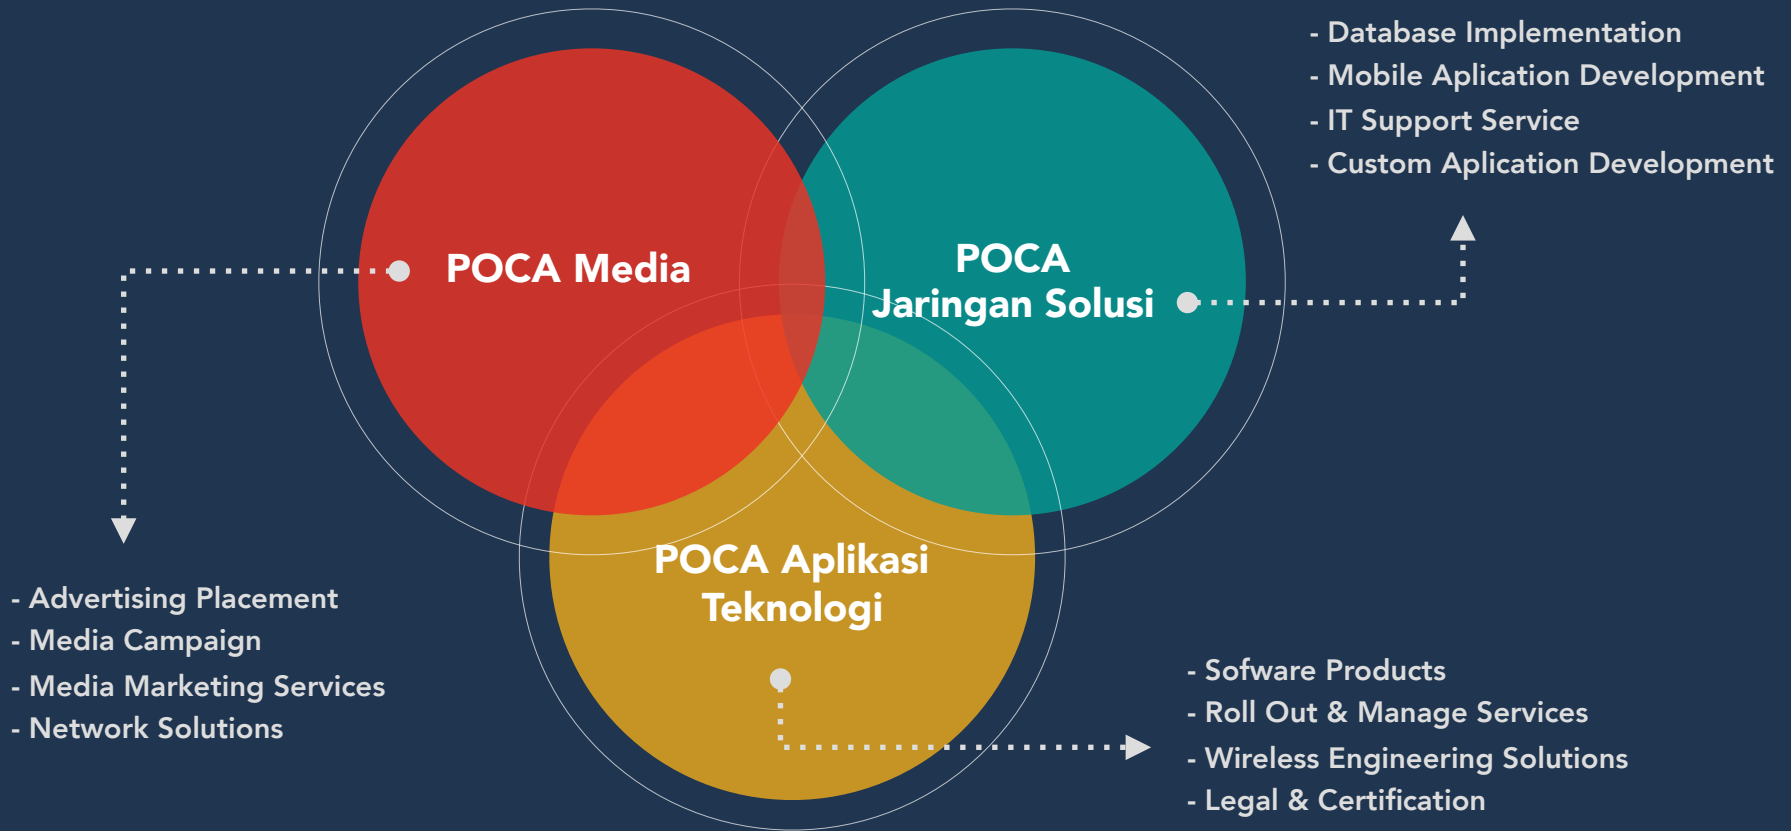 POCA Media
- Advertising Placement
- Media Campaign
- Media Marketing Services
- Network Solutions
POCA
Jaringan Solusi
- Database Implementation
- Mobile Aplication Development
- IT Support Service
- Custom Aplication Development
POCA Aplikasi
Teknologi
- Sofware Products
- Roll Out & Manage Services
- Wireless Engineering Solutions
- Legal & Certification